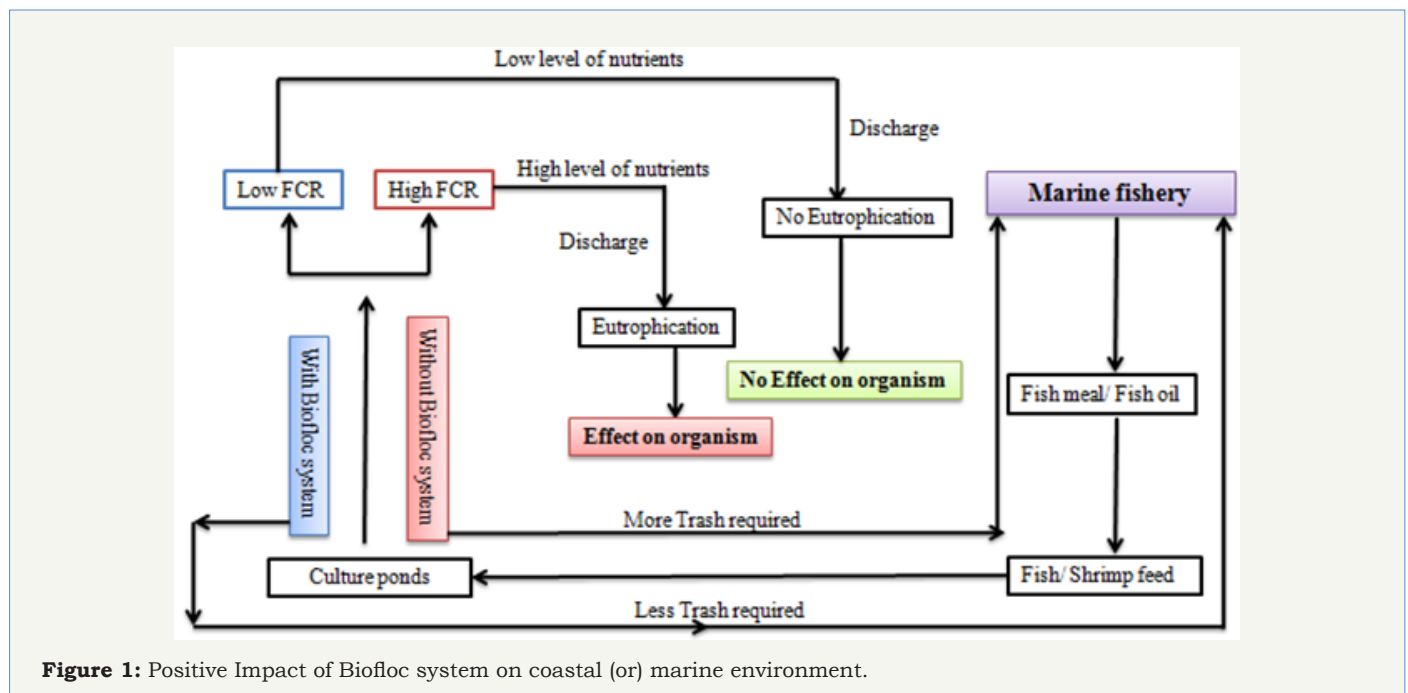 Low level of nutrients
Discharge
High level of nutrients
Low FCR
High FCR
Marine fishery
No Eutrophication
Discharge
Eutrophication
With Biofloc system
Without Biofloc system
No Effect on organism
Fish meal/ Fish oil
Effect on organism
More Trash required
Culture ponds
Fish/ Shrimp feed
Less Trash required
Figure 1: Positive Impact of Biofloc system on coastal (or) marine environment.